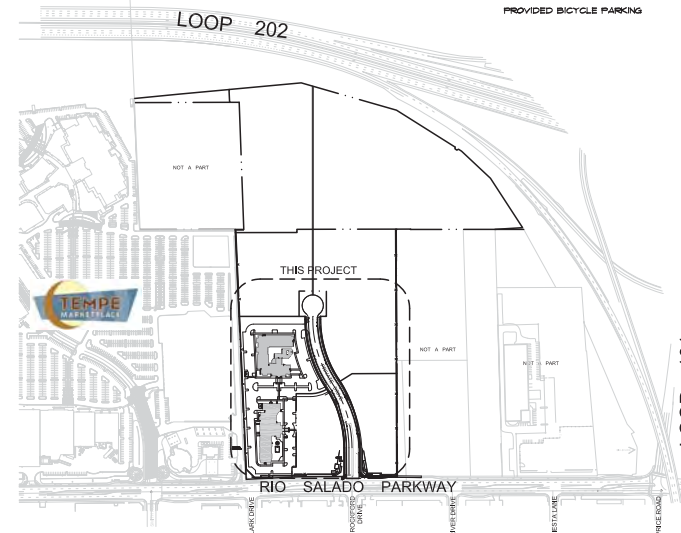 PROVIDED BICYCLE PARKING
LOOP 202
NOT A PART
THIS PROJECT
TEMPE
MARKETPLACE
NOT A PART
NOT A PART
RIO SALADO PARKWAY
ROCKFORD
DRIVE